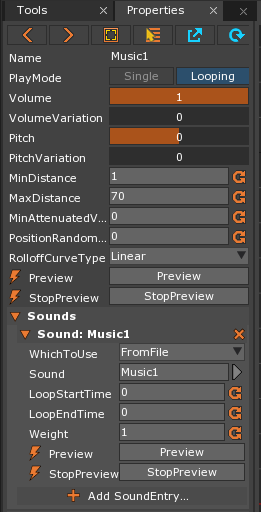 Tools Properties
Name Music1
PlayMode Single Looping
Volume 1
VolumeVariation 0
Pitch 0
PitchVariation 0
MinDistance 1
MaxDistance 70
MinAttenuatedV... 0
PositionRandom... 0
RolloffCurveType Linear
Preview Preview
StopPreview StopPreview
Sounds
Sound: Music1
WhichToUse FromFile
Sound Music1
LoopStartTime 0
LoopEndTime 0
Weight 1
Preview Preview
StopPreview StopPreview
Add SoundEntry...